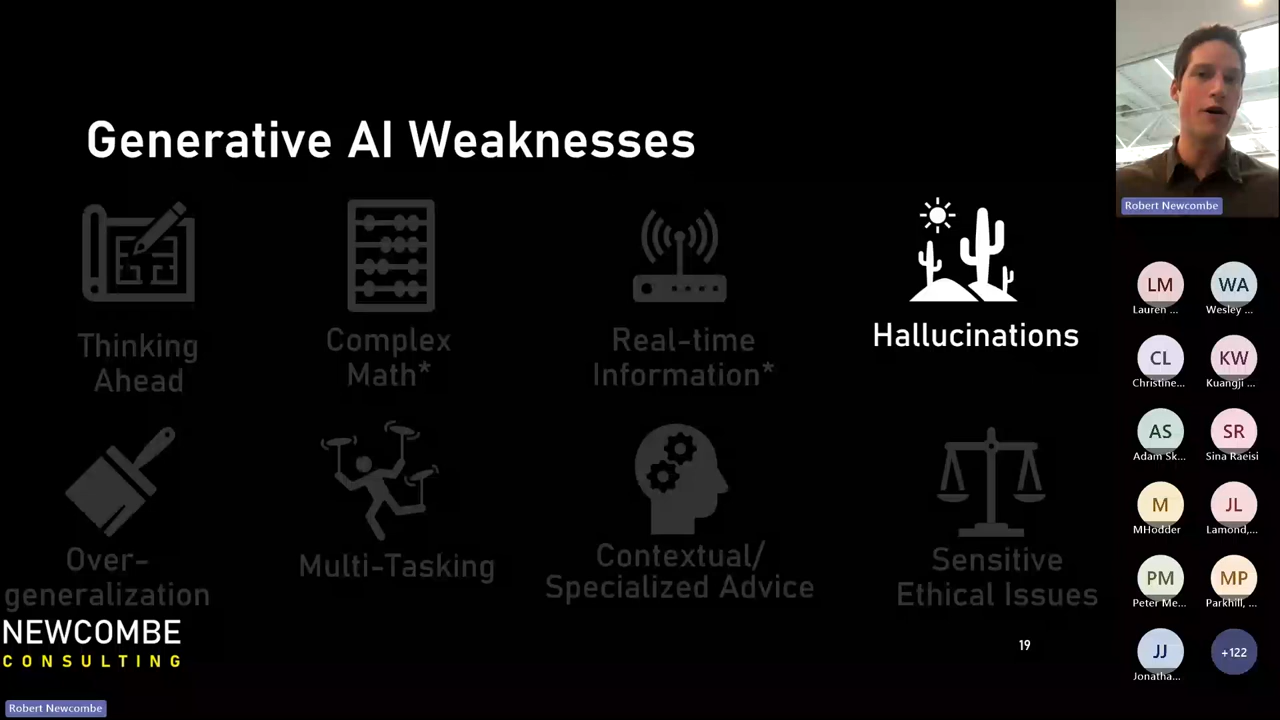 Generative AI Weaknesses
Thinking
Ahead
Complex
Math*
Real-time
Information*
Hallucinations
Over-
generalization
Multi-Tasking
Contextual/
Specialized Advice
Sensitive
Ethical Issues
NEWCOMBE
CONSULTING
19
Robert Newcombe
Robert Newcombe
LM
Lauren ...
WA
Wesley ...
CL
Christine...
KW
Kuangji ...
AS
Adam Sk...
SR
Sina Raeisi
M
MHodder
JL
Lamond,...
PM
Peter Me...
MP
Parkhill, ...
JJ
Jonatha...
+122